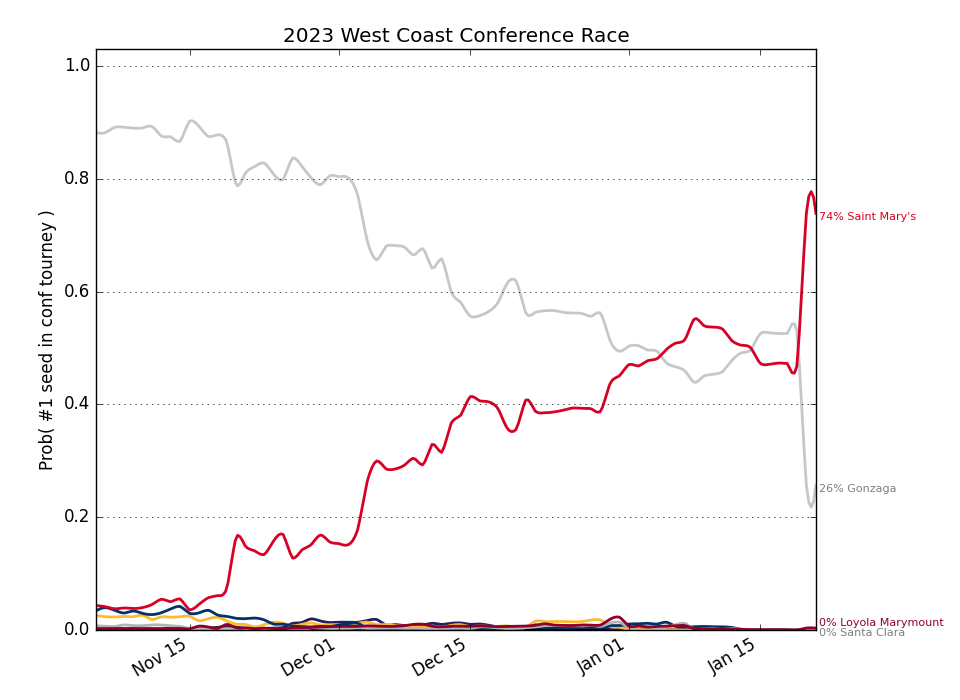 2023 West Coast Conference Race
1.0
0.8
0.6
0.4
0.2
0.0
Prob( #1 seed in conf tourney )
74% Saint Mary's
26% Gonzaga
0% Loyola Marymount
0% Santa Clara
Nov 15
Dec 01
Dec 15
Jan 01
Jan 15